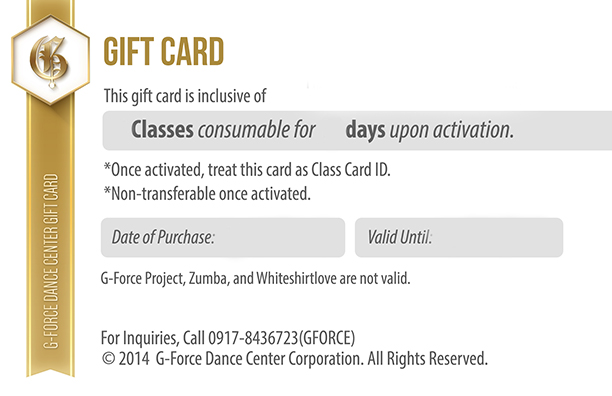 G
GIFT CARD
This gift card is inclusive of
Classes consumable for days upon activation.
*Once activated, treat this card as Class Card ID.
*Non-transferable once activated.
Date of Purchase:
Valid Until:
G-Force Project, Zumba, and Whiteshirtlove are not valid.
For Inquiries, Call 0917-8436723(GFORCE)
© 2014 G-Force Dance Center Corporation. All Rights Reserved.
G-FORCE DANCE CENTER GIFT CARD